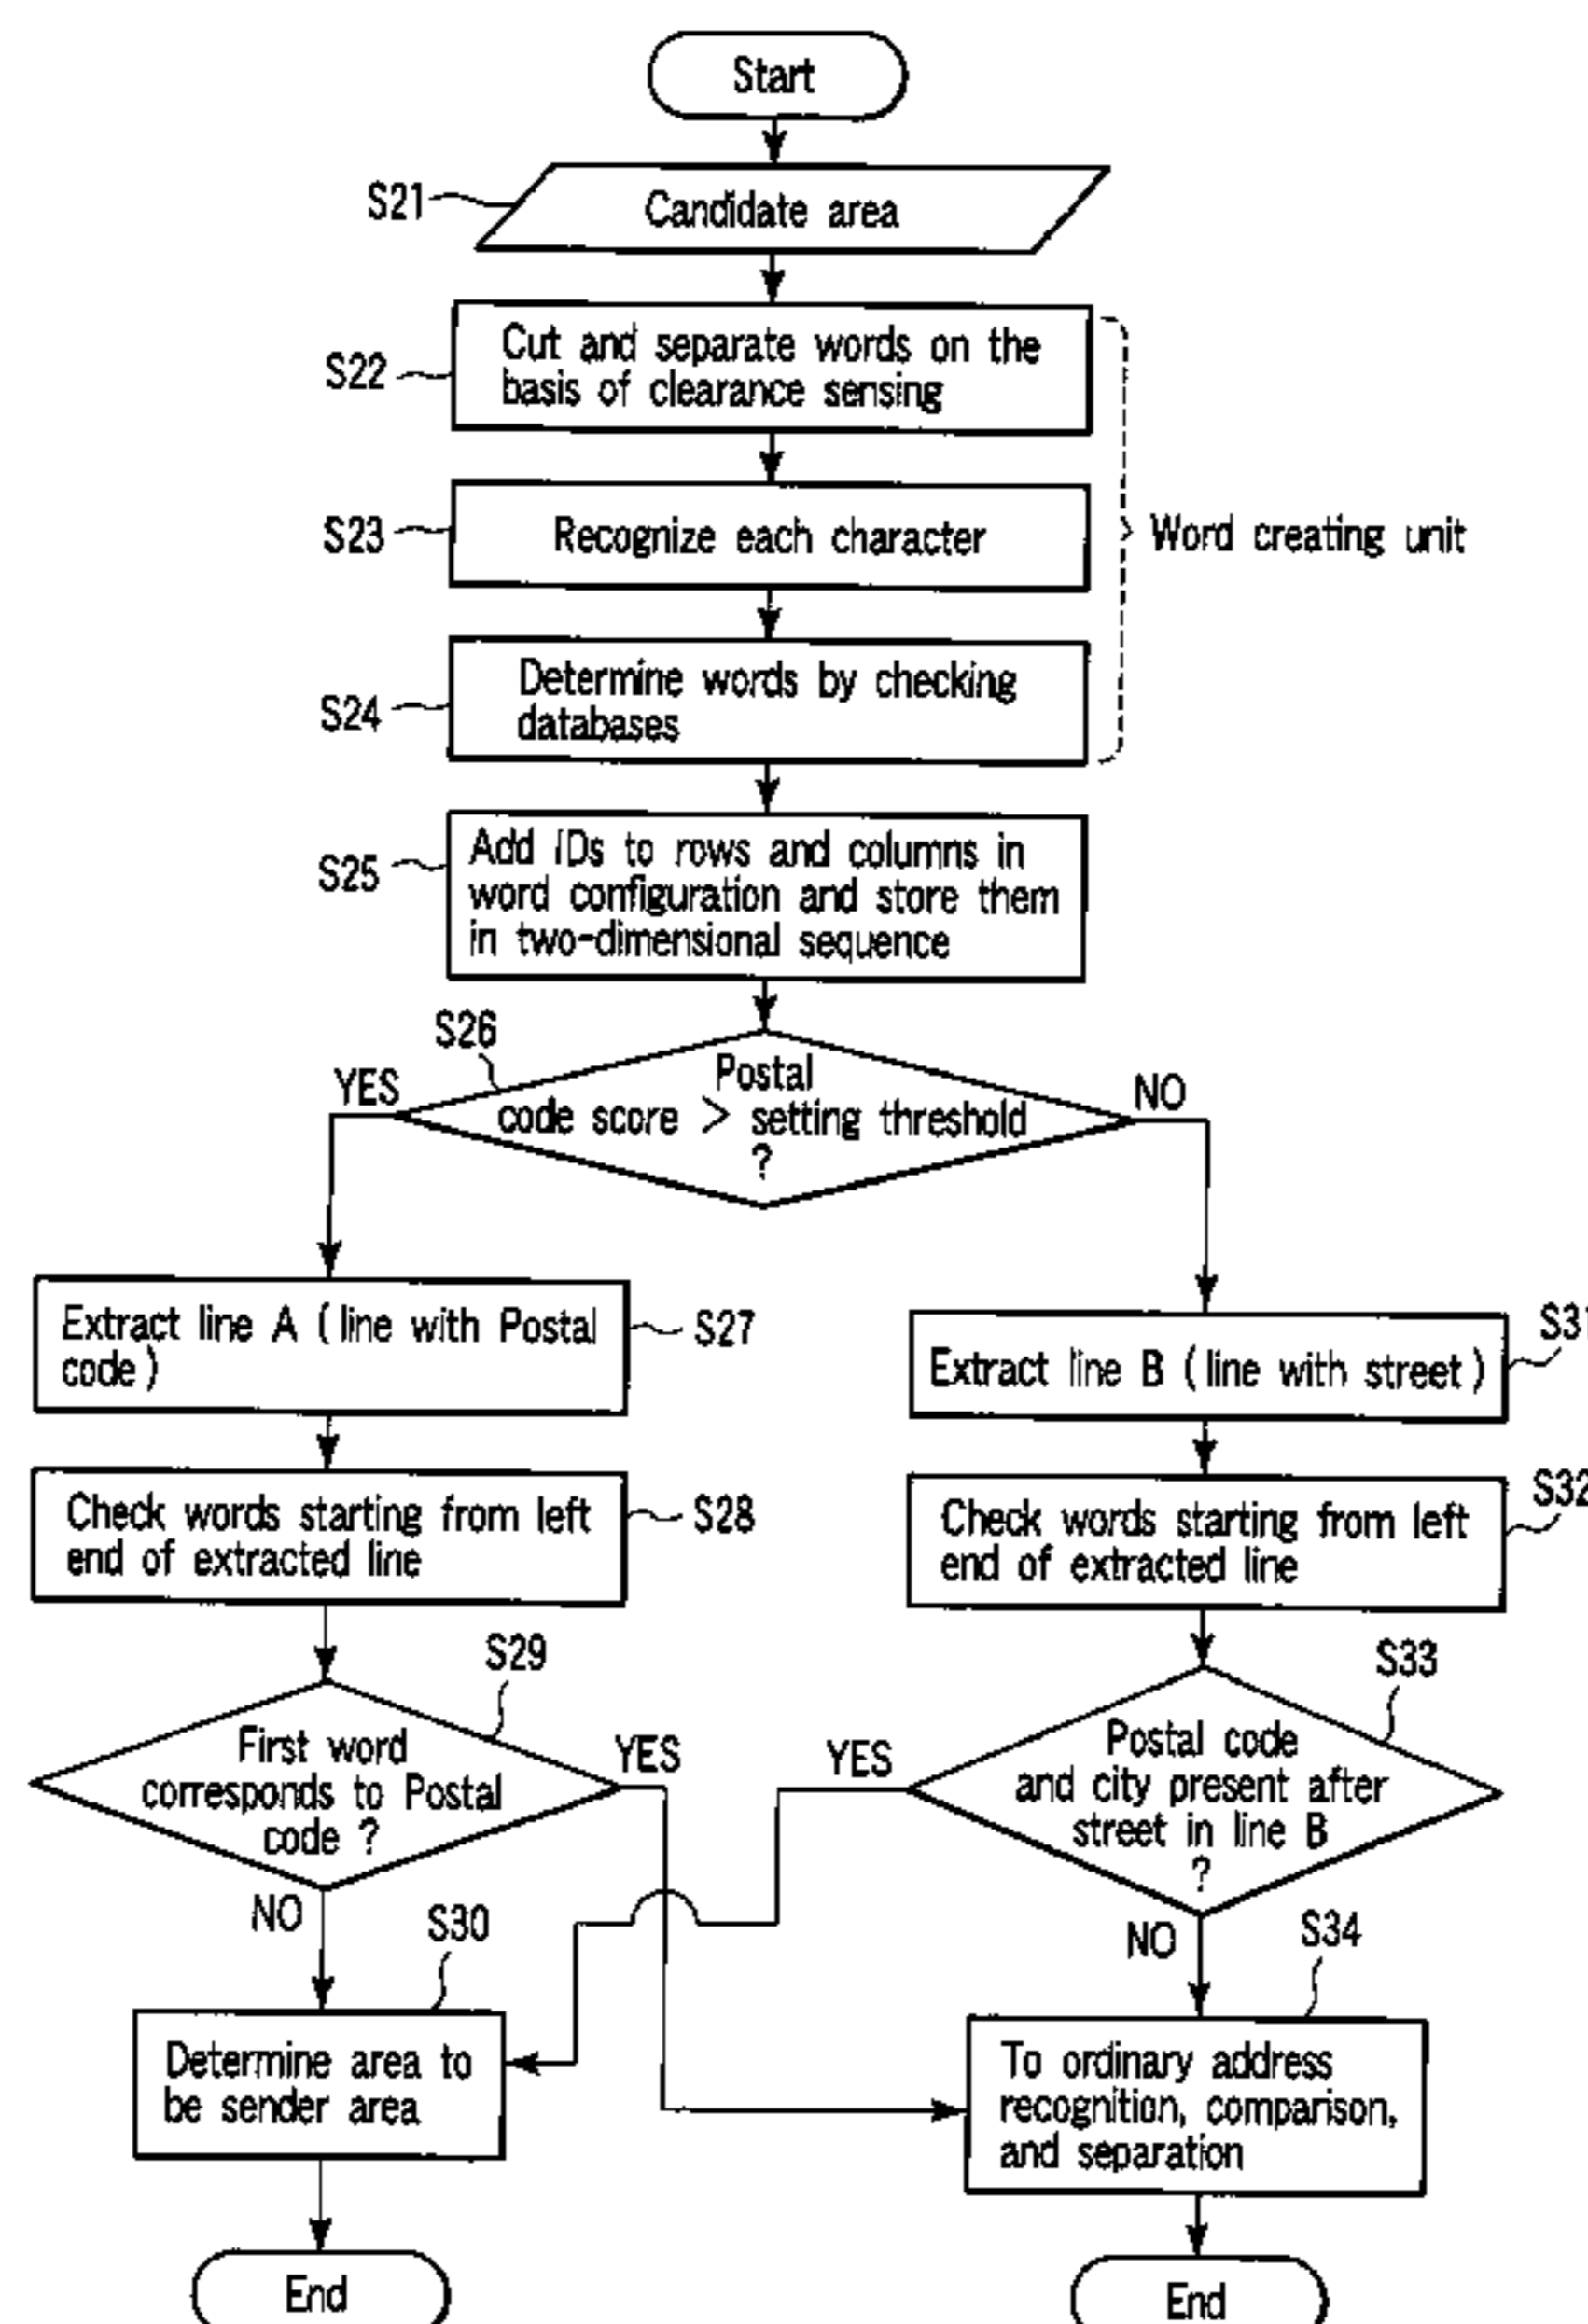 Start
S21
Candidate area
S22
Cut and separate words on the
basis of clearance sensing
S23
Recognize each character
Word creating unit
S24
Determine words by checking
databases
S25
Add IDs to rows and columns in
word configuration and store them
in two-dimensional sequence
S26
YES
Postal
code score > setting threshold
?
NO
Extract line A (line with Postal
code)
S27
S31
Extract line B (line with street)
Check words starting from left
end of extracted line
S28
S32
Check words starting from left
end of extracted line
S29
First word
corresponds to Postal
code ?
YES
NO
S33
YES
Postal code
and city present after
street in line B
?
NO
S30
Determine area to
be sender area
S34
To ordinary address
recognition, comparison,
and separation
End
End